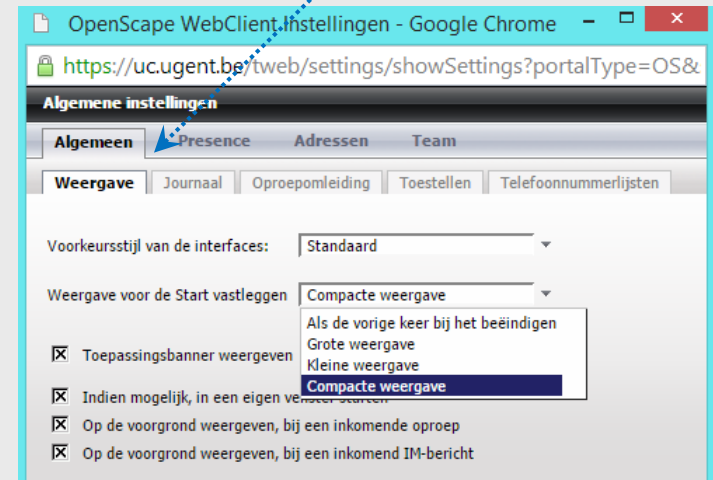 OpenScape WebClient Instellingen - Google Chrome
https://uc.ugent.be/tweb/settings/showSettings?portalType=OS&
Algemene instellingen
Algemeen Presence Adressen Team
Weergave Journaal Oproepomleiding Toestellen Telefoonnummerlijsten
Voorkeursstijl van de interfaces: Standaard
Weergave voor de Start vastleggen Compacte weergave
Als de vorige keer bij het beëindigen
Grote weergave
Kleine weergave
Compacte weergave
Toepassingsbanner weergeven
Indien mogelijk, in een eigen venster starten
Op de voorgrond weergeven, bij een inkomende oproep
Op de voorgrond weergeven, bij een inkomend IM-bericht